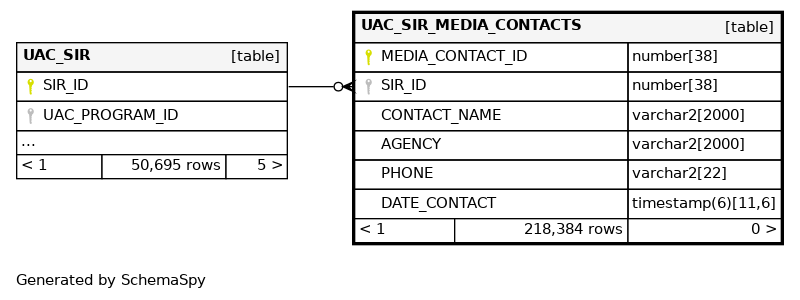 UAC_SIR [table]
SIR_ID
UAC_PROGRAM_ID
...
< 1 50,695 rows 5 >
UAC_SIR_MEDIA_CONTACTS [table]
MEDIA_CONTACT_ID number[38]
SIR_ID number[38]
CONTACT_NAME varchar2[2000]
AGENCY varchar2[2000]
PHONE varchar2[22]
DATE_CONTACT timestamp(6)[11,6]
< 1 218,384 rows 0 >
Generated by SchemaSpy